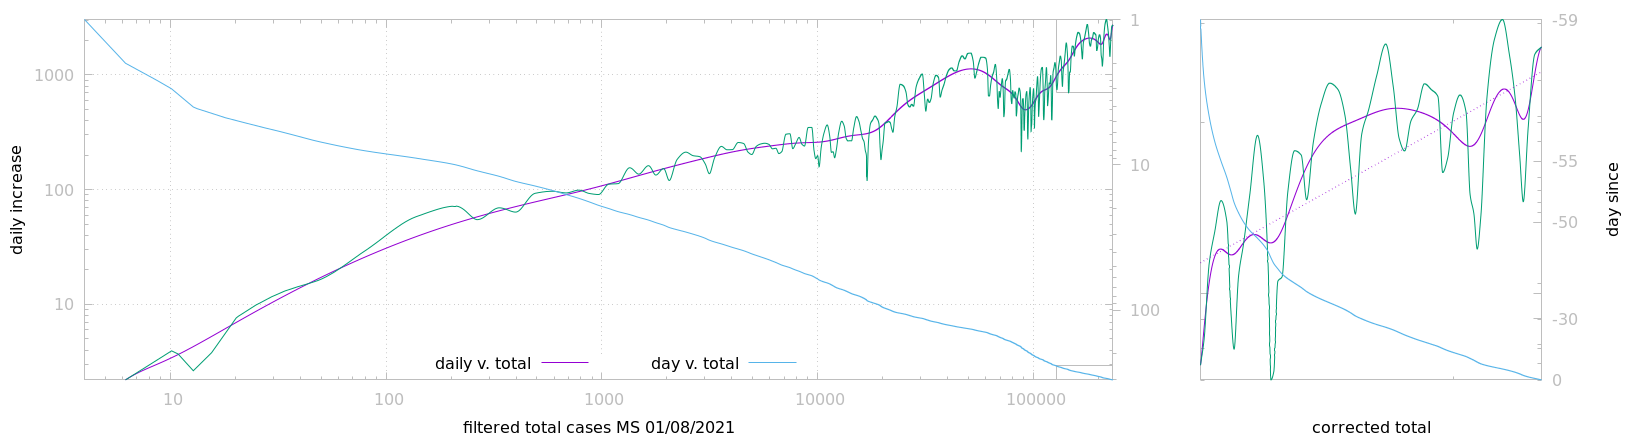 daily increase
1000
100
10
daily v. total
day v. total
10
100
1000
10000
100000
filtered total cases MS 01/08/2021
1
10
100
-59
-55
-50
-30
0
day since
corrected total